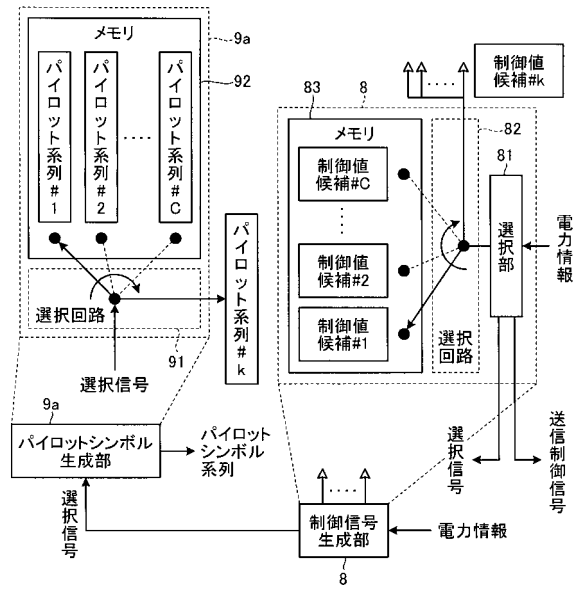 9a
メモリ
92
パイロット系列#1
パイロット系列#2
‥‥
パイロット系列#C
選択回路
91
選択信号
パイロット系列#k
制御値
候補#k
‥‥
83
8
82
メモリ
制御値
候補#C
制御値
候補#2
制御値
候補#1
選択
回路
81
選択部
電力情報
選択信号
送信制御信号
9a
パイロットシンボル
生成部
パイロット
シンボル
系列
選択信号
‥‥
制御信号
生成部
電力情報
8